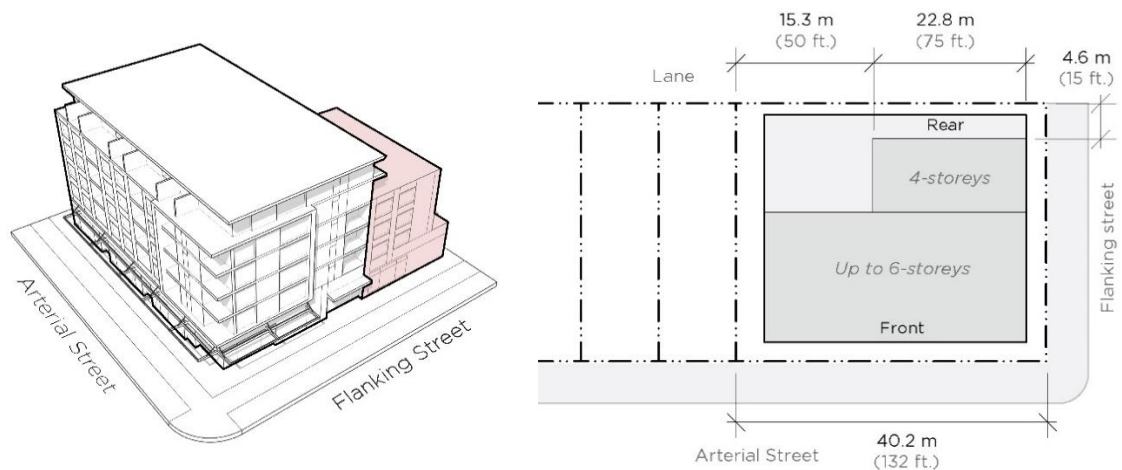 Arterial Street
Flanking Street
15.3 m
(50 ft.)
22.8 m
(75 ft.)
4.6 m
(15 ft.)
Lane
Rear
4-storeys
Up to 6-storeys
Front
Flanking street
Arterial Street
40.2 m
(132 ft.)